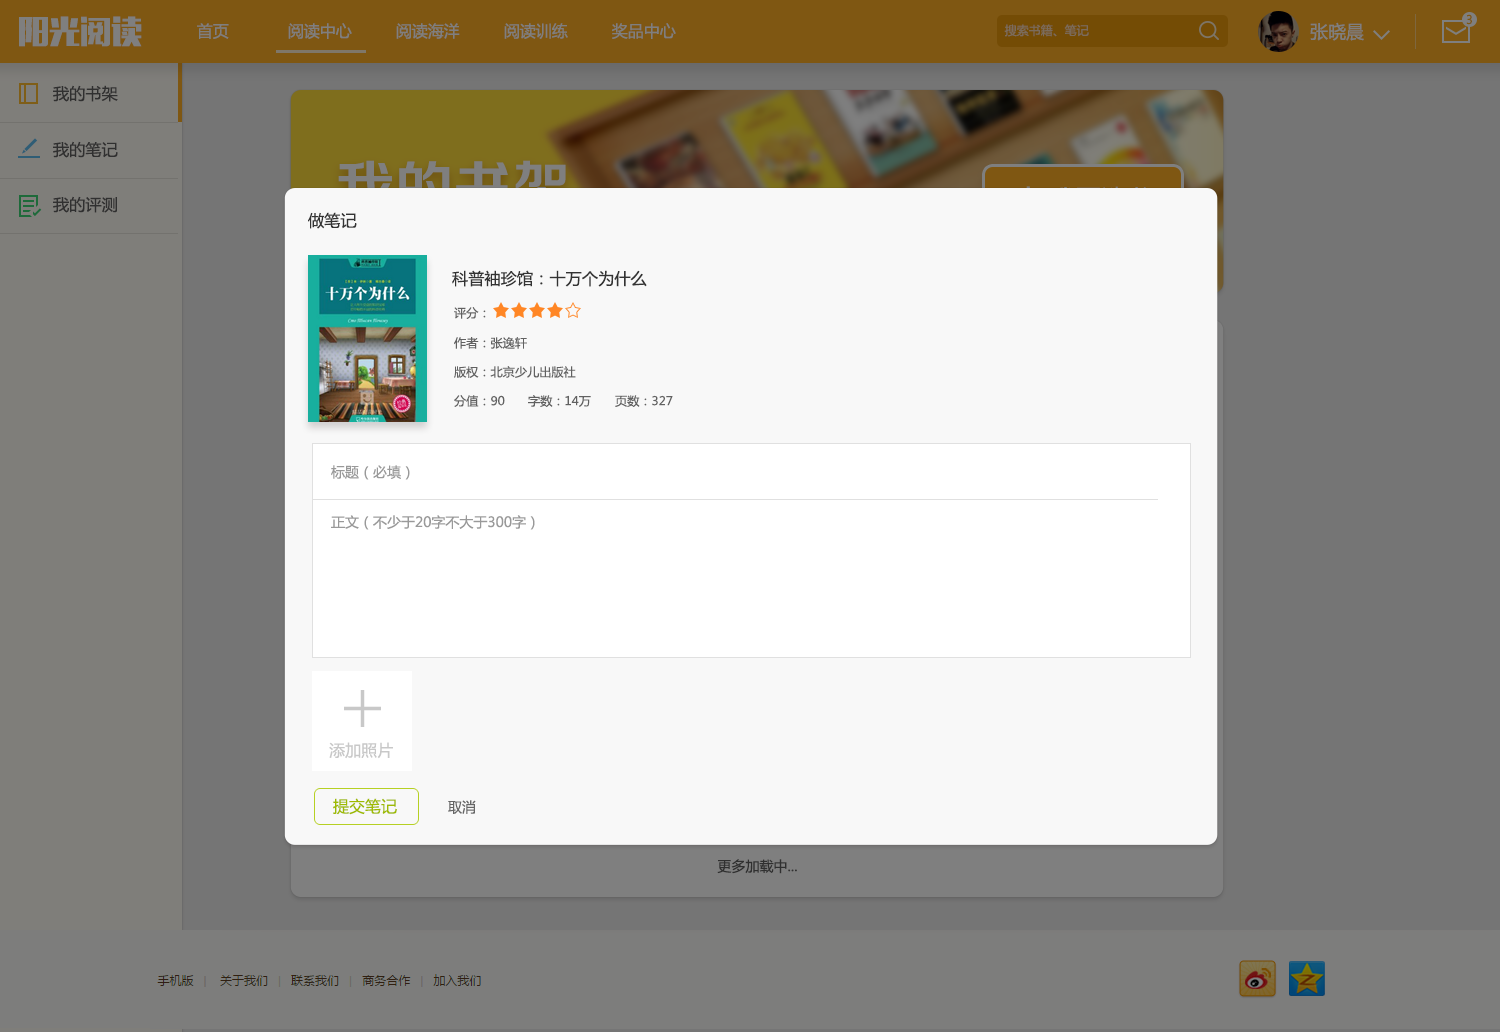 阳光阅读
首页
阅读中心
阅读海洋
阅读训练
奖品中心
搜索书籍、笔记
张晓晨
3
我的书架
我的笔记
我的评测
我的书架
做笔记
十万个为什么
科普袖珍馆：十万个为什么
评分：
作者：张逸轩
版权：北京少儿出版社
分值：90 字数：14万 页数：327
标题（必填）
正文（不少于20字不大于300字）
添加照片
提交笔记
取消
更多加载中...
手机版 | 关于我们 | 联系我们 | 商务合作 | 加入我们